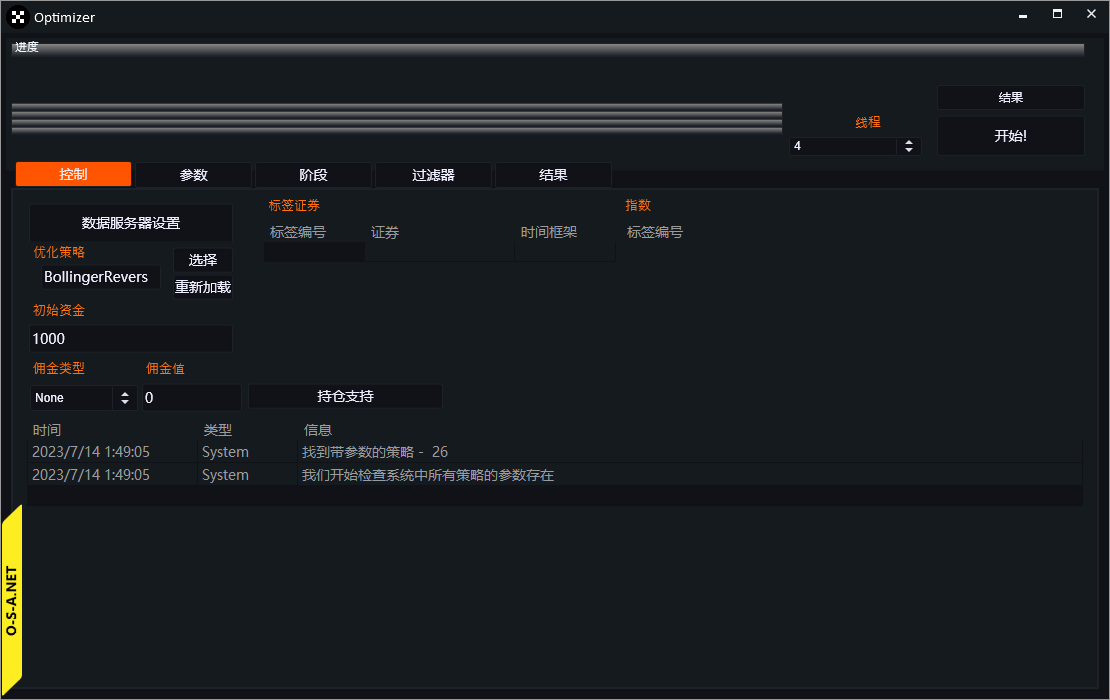 Optimizer
进度
结果
线程
4
开始!
控制 参数 阶段 过滤器 结果
数据服务器设置
标签证券
指数
标签编号 证券 时间框架 标签编号
优化策略
选择
BollingerRevers
重新加载
初始资金
1000
佣金类型 佣金值
None 0 持仓支持
时间 类型 信息
2023/7/14 1:49:05 System 找到带参数的策略 - 26
2023/7/14 1:49:05 System 我们开始检查系统中所有策略的参数存在
O-S-A.NET